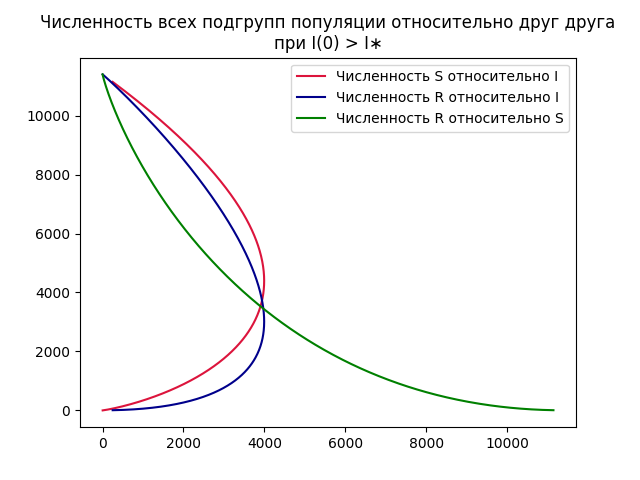 Численность всех подгрупп популяции относительно друг друга
при I(0) > I∗
Численность S относительно I
Численность R относительно I
Численность R относительно S
10000
8000
6000
4000
2000
0
0 2000 4000 6000 8000 10000